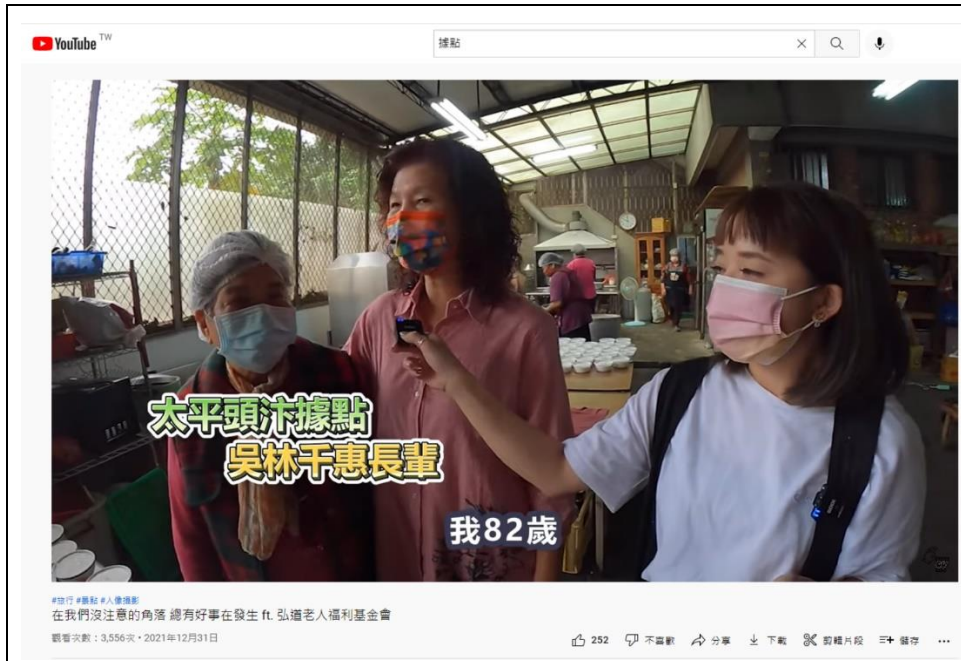 YouTube TW
據點
太平頭汴據點
吳林千惠長輩
我82歲
#旅行 #景點 #人像攝影
在我們沒注意的角落 總有好事在發生 ft. 弘道老人福利基金會
觀看次數：3,556次・2021年12月31日
252 不喜歡 分享 下載 剪輯片段 儲存